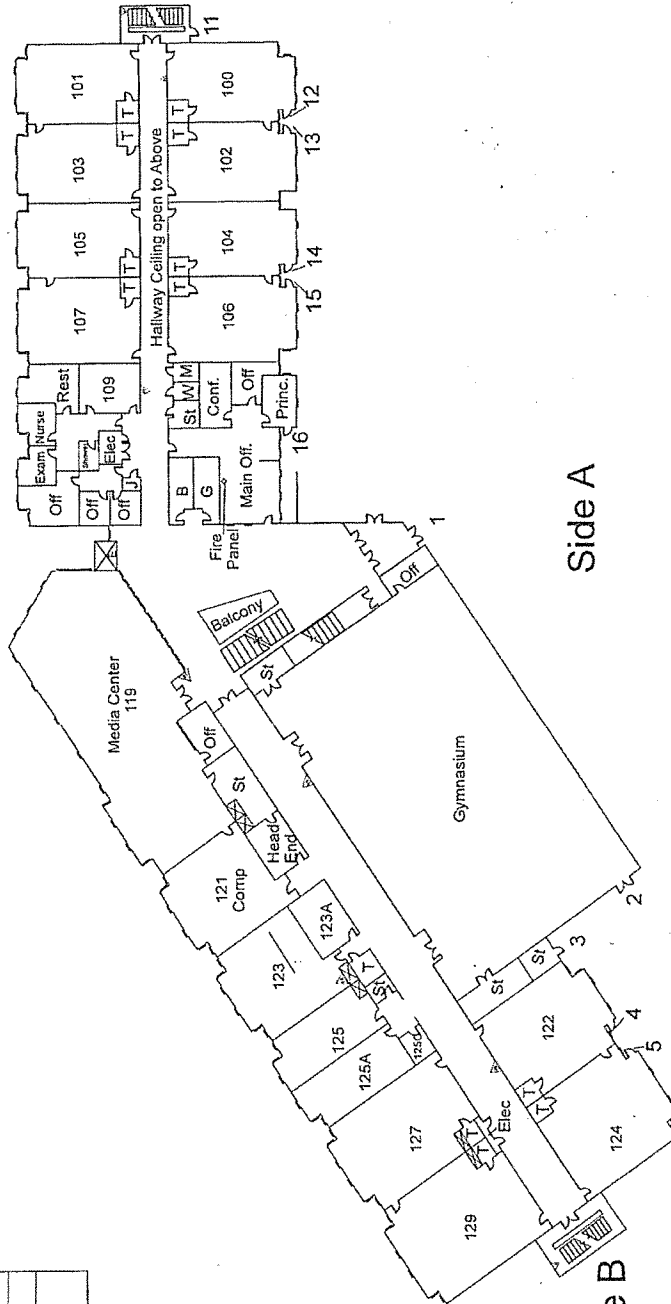 11
101
100
T
T
T
T
12
13
103
102
Hallway Ceiling open to Above
105
104
T
T
T
T
14
15
107
106
Rest
109
St
W
M
Conf.
Off
Princ.
Exam
Nurse
Shower
Elec
Off
Off
Off
J
B
G
Main Off.
16
Fire
Panel
E
1
Off
Side A
Balcony
St
Media Center
119
Off
St
Gymnasium
Head
End
121
Comp
123A
123
T
St
2
3
St
St
125
125A
122
4
5
127
T
T
T
T
Elec
124
129
e B